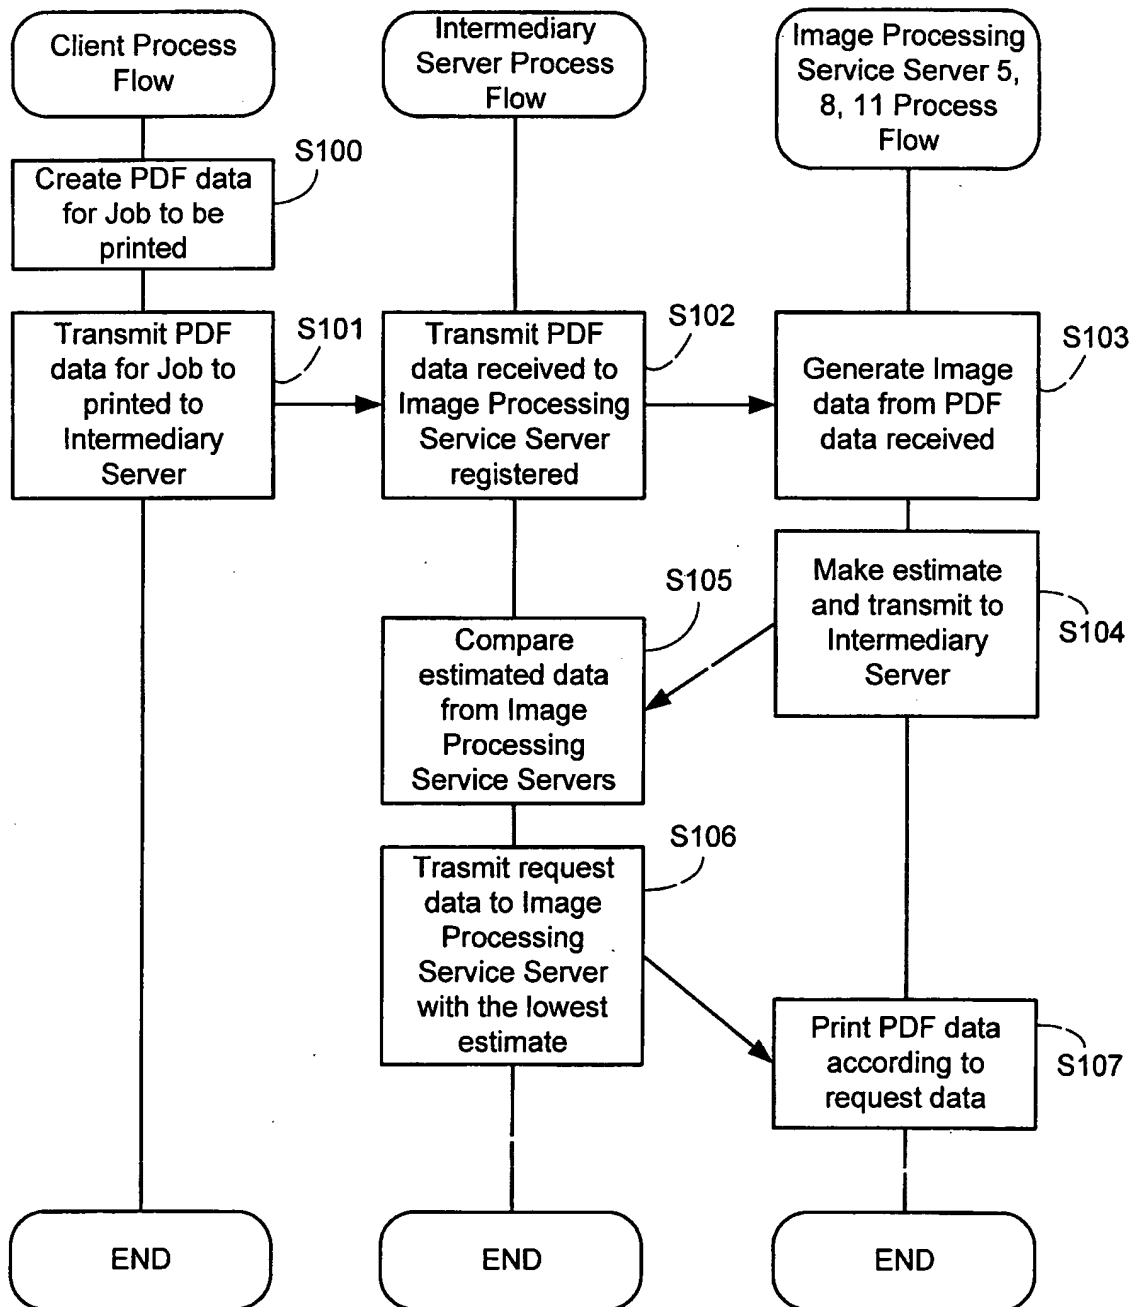 Client Process
Flow
Intermediary
Server Process
Flow
Image Processing
Service Server 5,
8, 11 Process
Flow
S100
Create PDF data
for Job to be
printed
S101
Transmit PDF
data for Job to
printed to
Intermediary
Server
S102
Transmit PDF
data received to
Image Processing
Service Server
registered
S103
Generate Image
data from PDF
data received
Make estimate
and transmit to
Intermediary
Server
S104
S105
Compare
estimated data
from Image
Processing
Service Servers
S106
Trasmit request
data to Image
Processing
Service Server
with the lowest
estimate
Print PDF data
according to
request data
S107
END
END
END